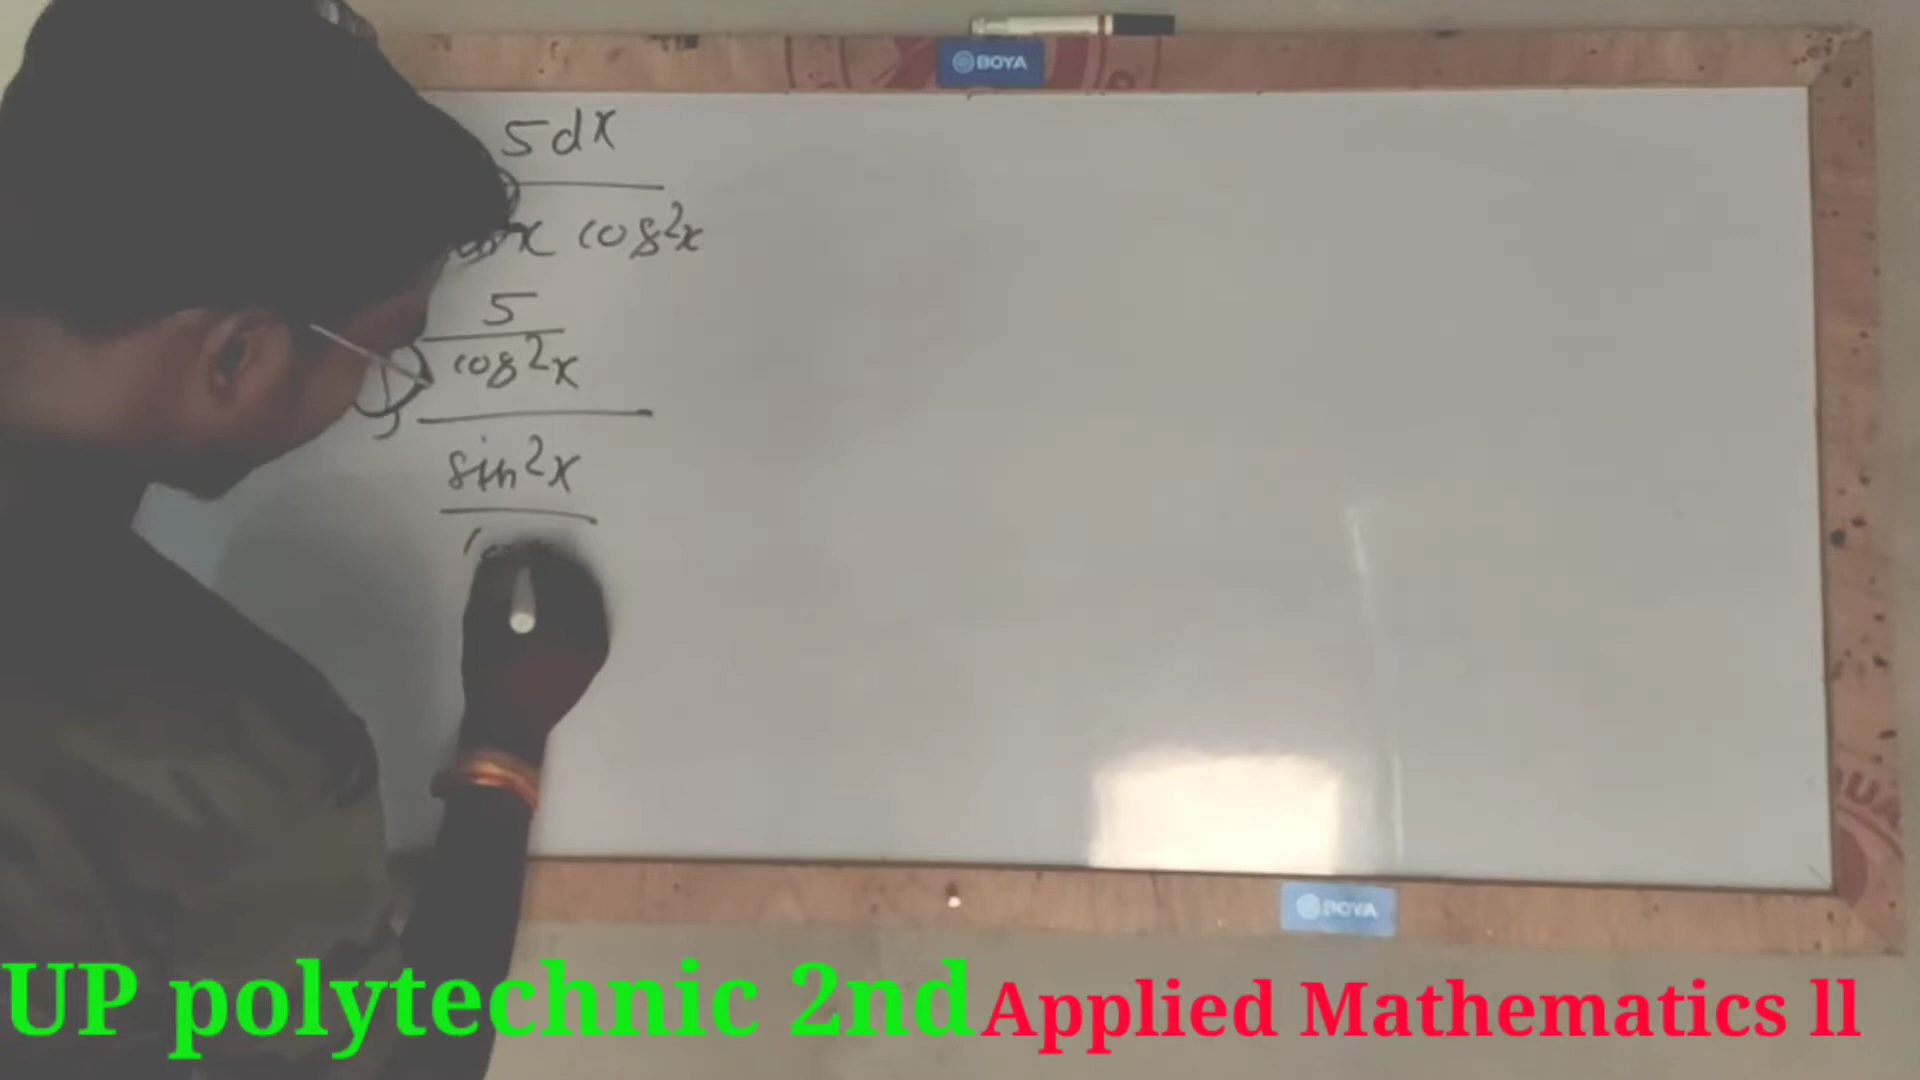 BOYA
5dx
x cos²x
5
cos²x
sin²x
BOYA
UP polytechnic 2nd Applied Mathematics ll